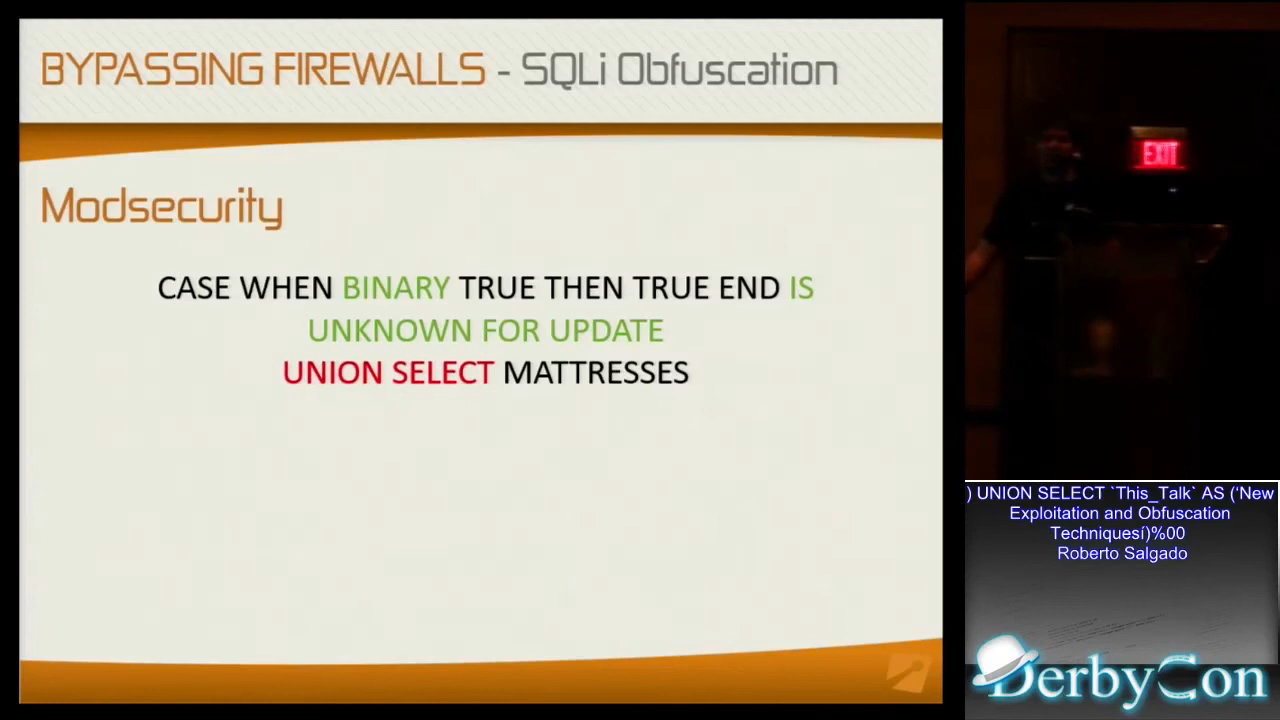 BYPASSING FIREWALLS - SQLi Obfuscation
Modsecurity
CASE WHEN BINARY TRUE THEN TRUE END IS
UNKNOWN FOR UPDATE
UNION SELECT MATTRESSES
EXIT
) UNION SELECT `This_Talk` AS ('New
Exploitation and Obfuscation
Techniquesí)%00
Roberto Salgado
DerbyCon